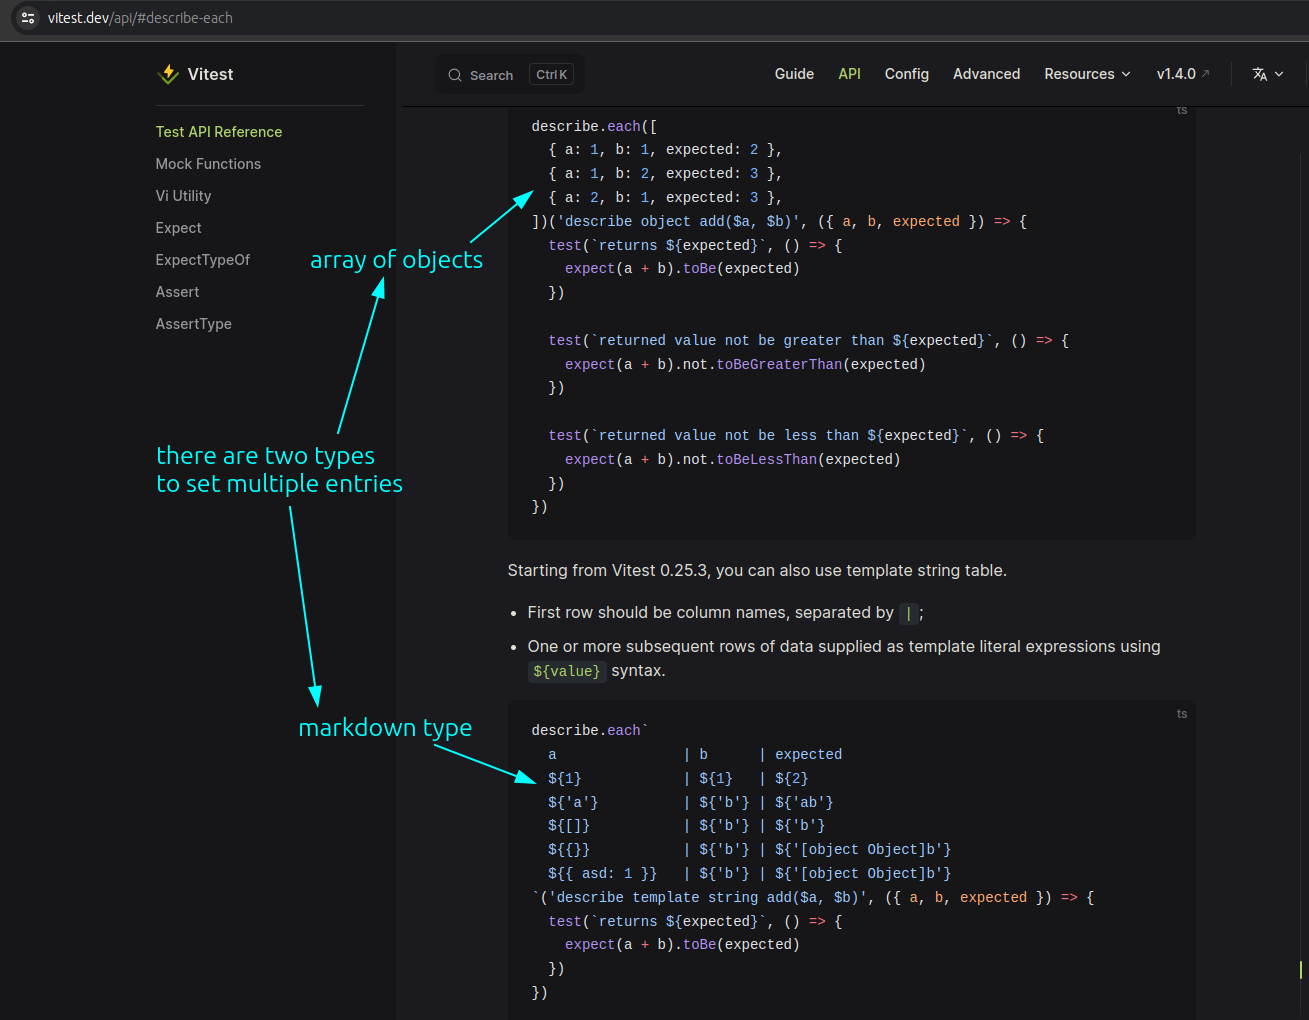 vitest.dev/api/#describe-each
Vitest
Search Ctrl K
Guide API Config Advanced Resources v1.4.0
Test API Reference
Mock Functions
Vi Utility
Expect
ExpectTypeOf
Assert
AssertType
array of objects
there are two types
to set multiple entries
markdown type
ts
describe.each([
  { a: 1, b: 1, expected: 2 },
  { a: 1, b: 2, expected: 3 },
  { a: 2, b: 1, expected: 3 },
])('describe object add($a, $b)', ({ a, b, expected }) => {
  test(`returns ${expected}`, () => {
    expect(a + b).toBe(expected)
  })
  test(`returned value not be greater than ${expected}`, () => {
    expect(a + b).not.toBeGreaterThan(expected)
  })
  test(`returned value not be less than ${expected}`, () => {
    expect(a + b).not.toBeLessThan(expected)
  })
})
Starting from Vitest 0.25.3, you can also use template string table.
• First row should be column names, separated by |;
• One or more subsequent rows of data supplied as template literal expressions using
${value} syntax.
ts
describe.each`
  a               | b      | expected
  ${1}            | ${1}   | ${2}
  ${'a'}          | ${'b'} | ${'ab'}
  ${[]}           | ${'b'} | ${'b'}
  ${{}}           | ${'b'} | ${'[object Object]b'}
  ${{ asd: 1 }}   | ${'b'} | ${'[object Object]b'}
`('describe template string add($a, $b)', ({ a, b, expected }) => {
  test(`returns ${expected}`, () => {
    expect(a + b).toBe(expected)
  })
})